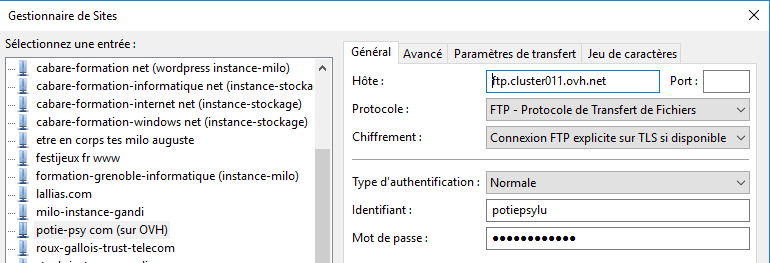 Gestionnaire de Sites
Sélectionnez une entrée :
cabare-formation net (wordpress instance-milo)
cabare-formation-informatique net (instance-stocka
cabare-formation-internet net (instance-stockage)
cabare-formation-windows net (instance-stockage)
etre en corps tes milo auguste
festijeux fr www
formation-grenoble-informatique (instance-milo)
lallias.com
milo-instance-gandi
potie-psy com (sur OVH)
roux-gallois-trust-telecom
Général Avancé Paramètres de transfert Jeu de caractères
Hôte : ftp.cluster011.ovh.net Port :
Protocole : FTP - Protocole de Transfert de Fichiers
Chiffrement : Connexion FTP explicite sur TLS si disponible
Type d'authentification : Normale
Identifiant : potiepsylu
Mot de passe : ●●●●●●●●●●●●